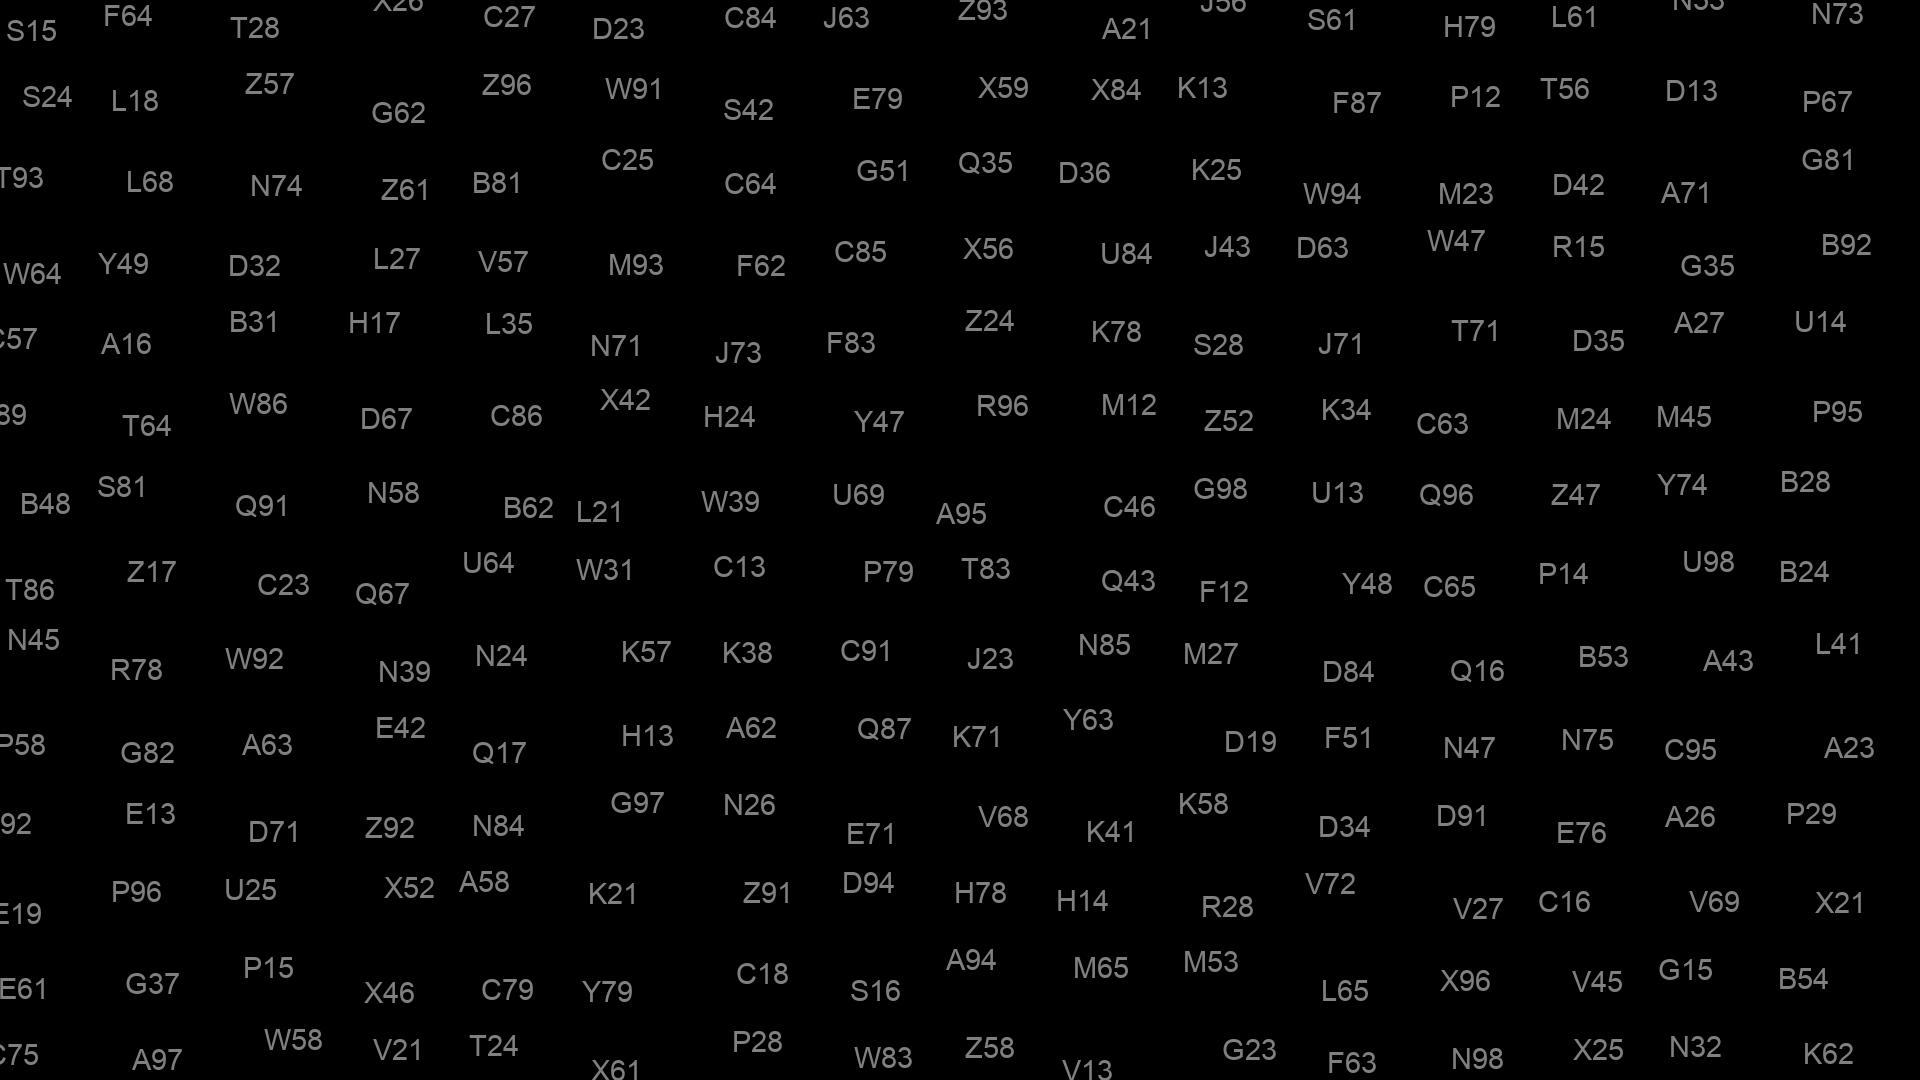 S15 F64 T28 X26 C27 D23 C84 J63 Z93 A21 J56 S61 H79 L61 N53 N73
S24 L18 Z57 G62 Z96 W91 S42 E79 X59 X84 K13 F87 P12 T56 D13 P67
T93 L68 N74 Z61 B81 C25 C64 G51 Q35 D36 K25 W94 M23 D42 A71 G81
W64 Y49 D32 L27 V57 M93 F62 C85 X56 U84 J43 D63 W47 R15 G35 B92
C57 A16 B31 H17 L35 N71 J73 F83 Z24 K78 S28 J71 T71 D35 A27 U14
89 T64 W86 D67 C86 X42 H24 Y47 R96 M12 Z52 K34 C63 M24 M45 P95
B48 S81 Q91 N58 B62 L21 W39 U69 A95 C46 G98 U13 Q96 Z47 Y74 B28
T86 Z17 C23 Q67 U64 W31 C13 P79 T83 Q43 F12 Y48 C65 P14 U98 B24
N45 R78 W92 N39 N24 K57 K38 C91 J23 N85 M27 D84 Q16 B53 A43 L41
P58 G82 A63 E42 Q17 H13 A62 Q87 K71 Y63 D19 F51 N47 N75 C95 A23
92 E13 D71 Z92 N84 G97 N26 E71 V68 K41 K58 D34 D91 E76 A26 P29
E19 P96 U25 X52 A58 K21 Z91 D94 H78 H14 R28 V72 V27 C16 V69 X21
E61 G37 P15 X46 C79 Y79 C18 S16 A94 M65 M53 L65 X96 V45 G15 B54
C75 A97 W58 V21 T24 X61 P28 W83 Z58 V13 G23 F63 N98 X25 N32 K62